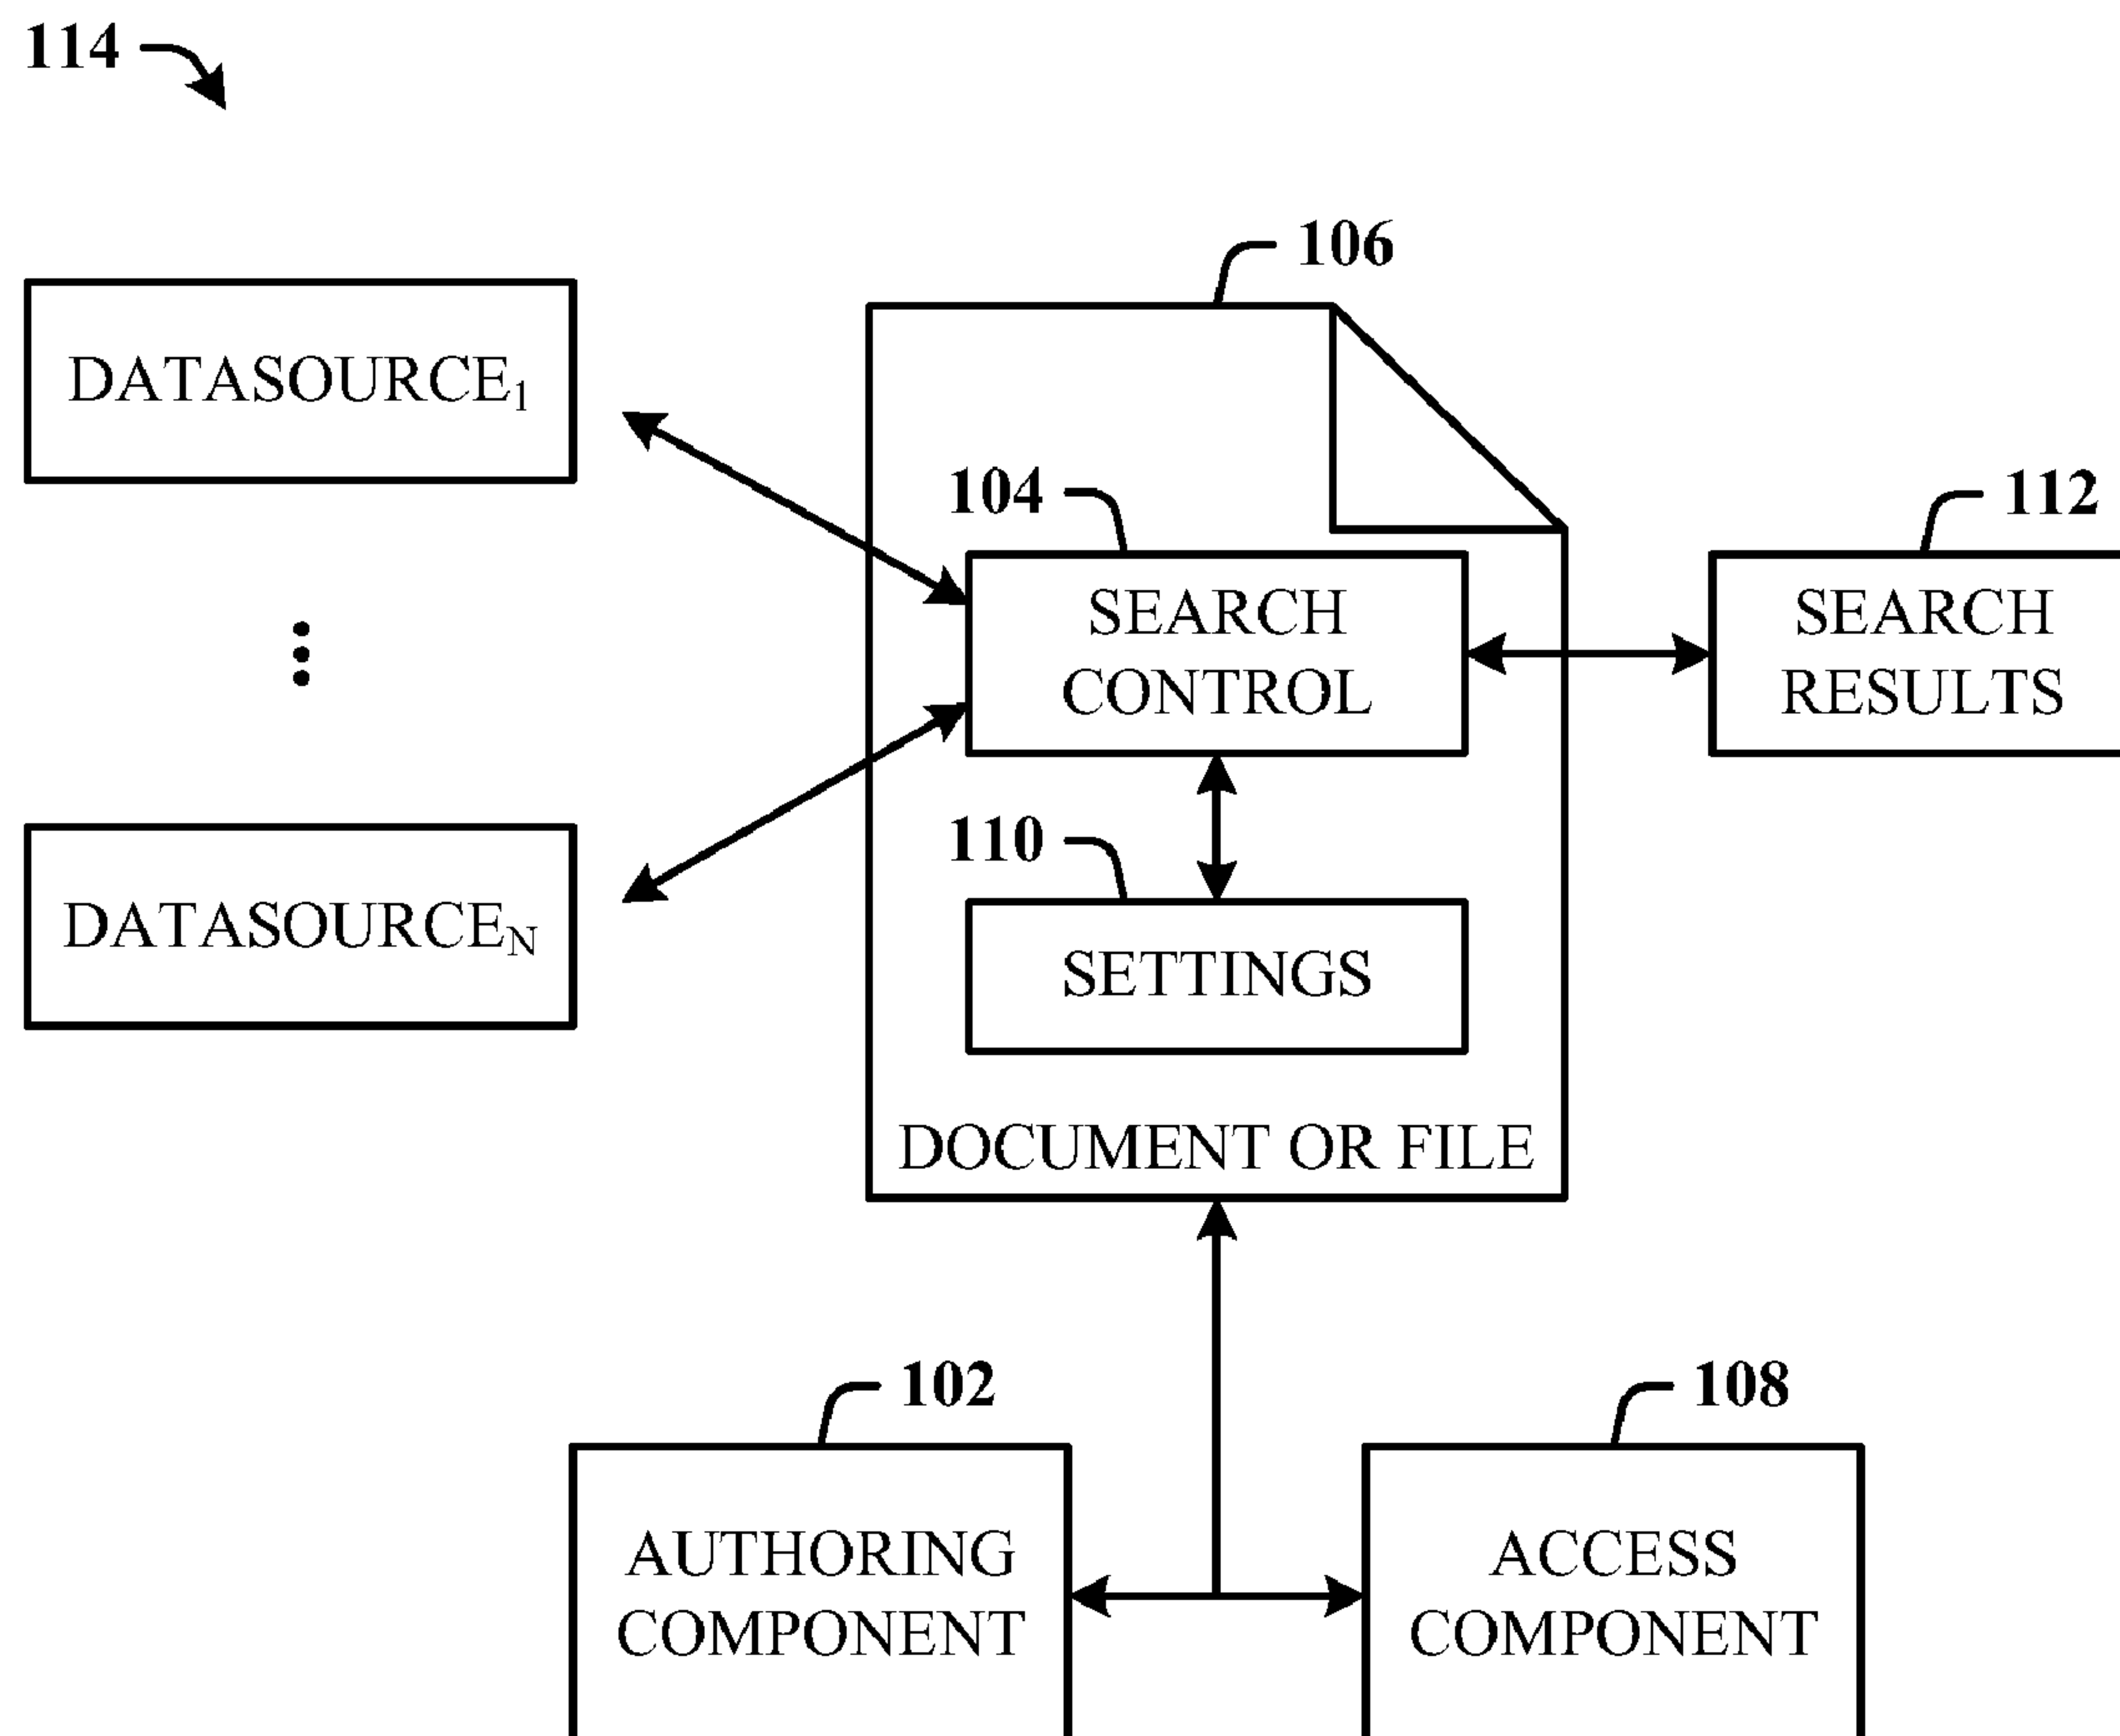 114
106
DATASOURCE1
104
112
SEARCH
CONTROL
SEARCH
RESULTS
110
DATASOURCEN
SETTINGS
DOCUMENT OR FILE
102
108
AUTHORING
COMPONENT
ACCESS
COMPONENT